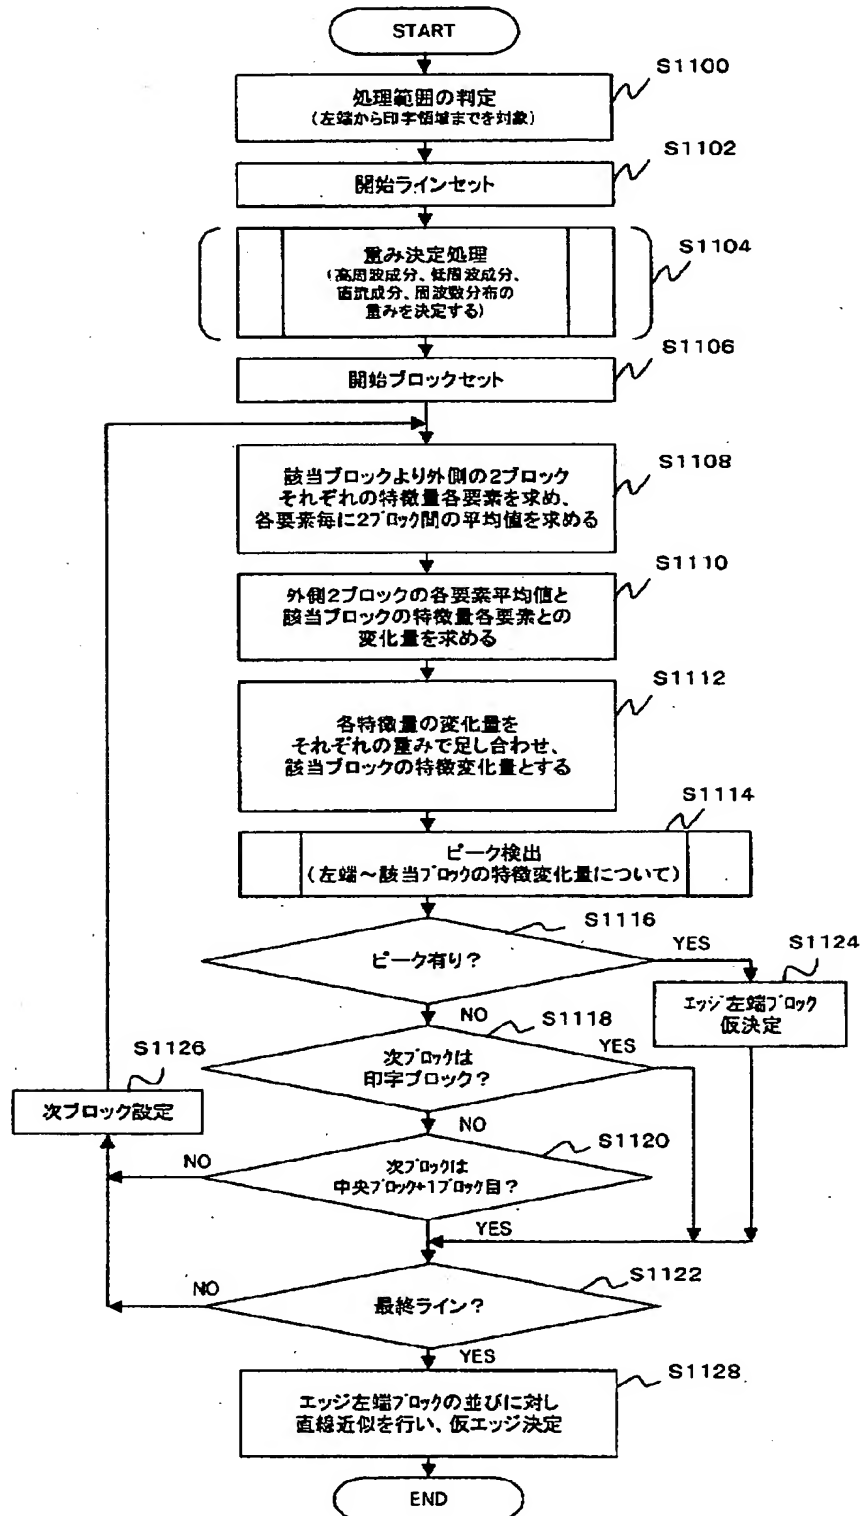 START
S1100
処理範囲の判定
(左端から印字領域までを対象)
S1102
開始ラインセット
S1104
重み決定処理
(高周波成分、低周波成分、
直流成分、周波数分布の
重みを決定する)
S1106
開始ブロックセット
S1108
該当ブロックより外側の2ブロック
それぞれの特徴量各要素を求め、
各要素毎に2ブロック間の平均値を求める
S1110
外側2ブロックの各要素平均値と
該当ブロックの特徴量各要素との
変化量を求める
S1112
各特徴量の変化量を
それぞれの重みで足し合わせ、
該当ブロックの特徴変化量とする
S1114
ピーク検出
(左端~該当ブロックの特徴変化量について)
S1116
ピーク有り?
YES
S1124
エッジ左端ブロック
仮決定
NO
S1118
次ブロックは
印字ブロック?
YES
S1126
次ブロック設定
NO
S1120
次ブロックは
中央ブロック+1ブロック目?
NO
YES
S1122
最終ライン?
NO
YES
S1128
エッジ左端ブロックの並びに対し
直線近似を行い、仮エッジ決定
END